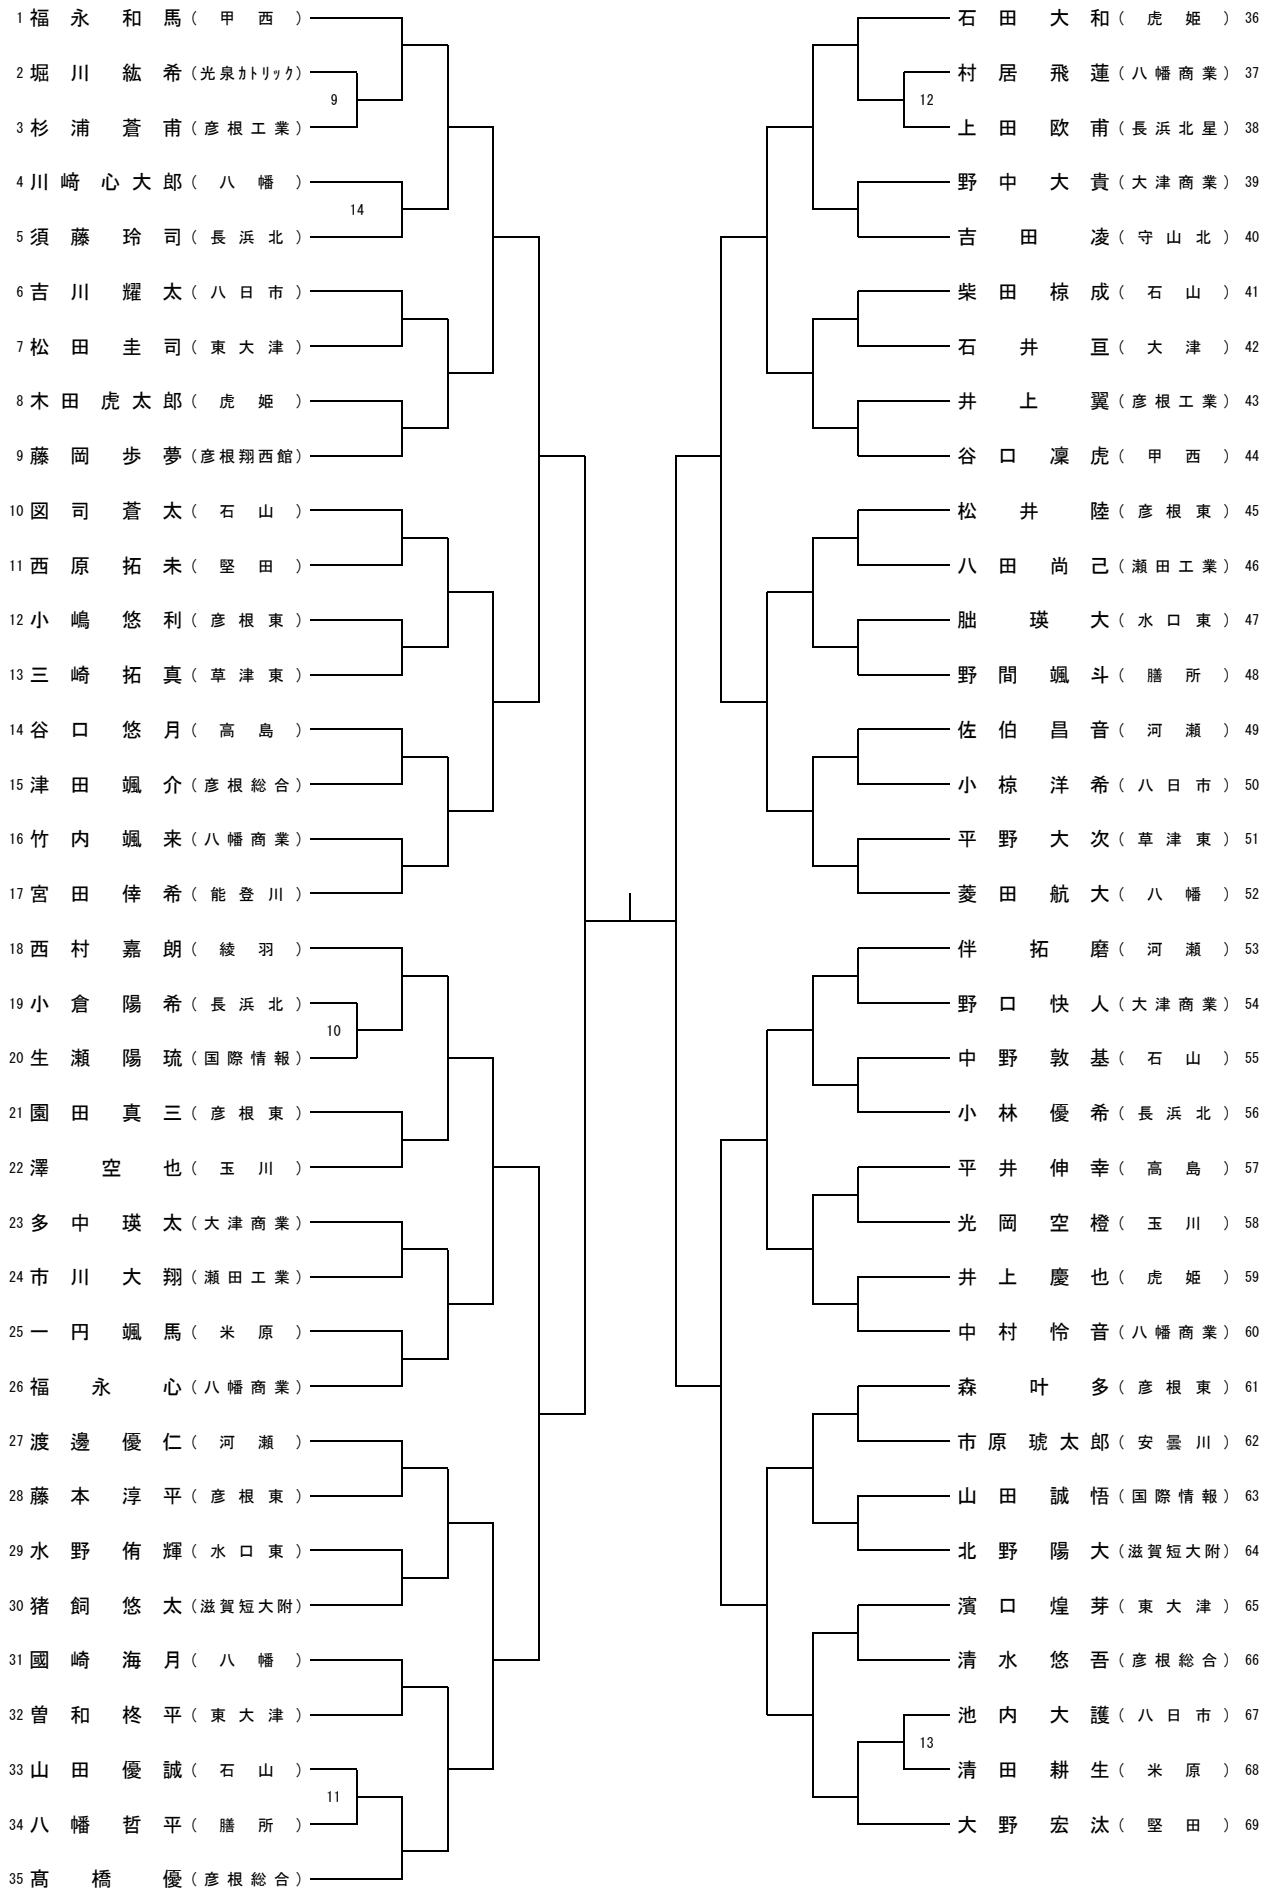 1 福永和馬（甲西）
2 堀川紘希（光泉ｶﾄﾘｯｸ）
9
3 杉浦蒼甫（彦根工業）
4 川﨑心大郎（八幡）
14
5 須藤玲司（長浜北）
6 吉川耀太（八日市）
7 松田圭司（東大津）
8 木田虎太郎（虎姫）
9 藤岡歩夢（彦根翔西館）
10 図司蒼太（石山）
11 西原拓未（堅田）
12 小嶋悠利（彦根東）
13 三崎拓真（草津東）
14 谷口悠月（高島）
15 津田颯介（彦根総合）
16 竹内颯来（八幡商業）
17 宮田倖希（能登川）
18 西村嘉朗（綾羽）
19 小倉陽希（長浜北）
10
20 生瀬陽琉（国際情報）
21 園田真三（彦根東）
22 澤空也（玉川）
23 多中瑛太（大津商業）
24 市川大翔（瀬田工業）
25 一円颯馬（米原）
26 福永心（八幡商業）
27 渡邊優仁（河瀬）
28 藤本淳平（彦根東）
29 水野侑輝（水口東）
30 猪飼悠太（滋賀短大附）
31 國崎海月（八幡）
32 曽和柊平（東大津）
33 山田優誠（石山）
11
34 八幡哲平（膳所）
35 髙橋優（彦根総合）
石田大和（虎姫）36
村居飛蓮（八幡商業）37
12
上田欧甫（長浜北星）38
野中大貴（大津商業）39
吉田凌（守山北）40
柴田椋成（石山）41
石井亘（大津）42
井上翼（彦根工業）43
谷口凜虎（甲西）44
松井陸（彦根東）45
八田尚己（瀬田工業）46
朏瑛大（水口東）47
野間颯斗（膳所）48
佐伯昌音（河瀬）49
小椋洋希（八日市）50
平野大次（草津東）51
菱田航大（八幡）52
伴拓磨（河瀬）53
野口快人（大津商業）54
中野敦基（石山）55
小林優希（長浜北）56
平井伸幸（高島）57
光岡空橙（玉川）58
井上慶也（虎姫）59
中村怜音（八幡商業）60
森叶多（彦根東）61
市原琥太郎（安曇川）62
山田誠悟（国際情報）63
北野陽大（滋賀短大附）64
濱口煌芽（東大津）65
清水悠吾（彦根総合）66
池内大護（八日市）67
13
清田耕生（米原）68
大野宏汰（堅田）69